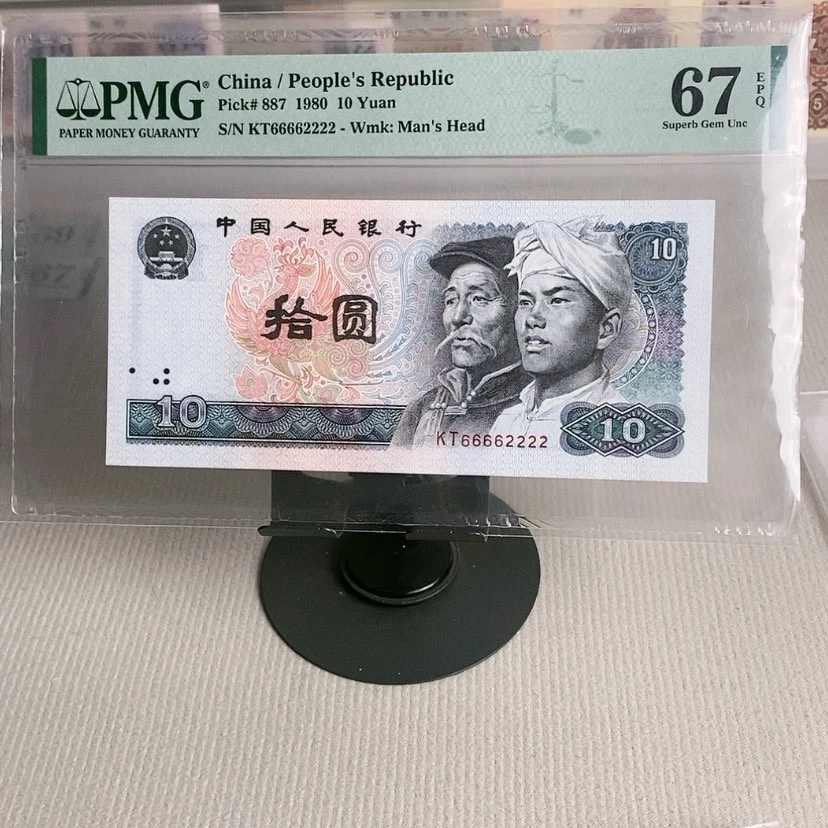 PMG®
PAPER MONEY GUARANTY
China / People's Republic
Pick# 887 1980 10 Yuan
S/N KT66662222 - Wmk: Man's Head
67
EPQ
Superb Gem Unc
5
中国人民银行
10
拾圆
10
KT66662222
10